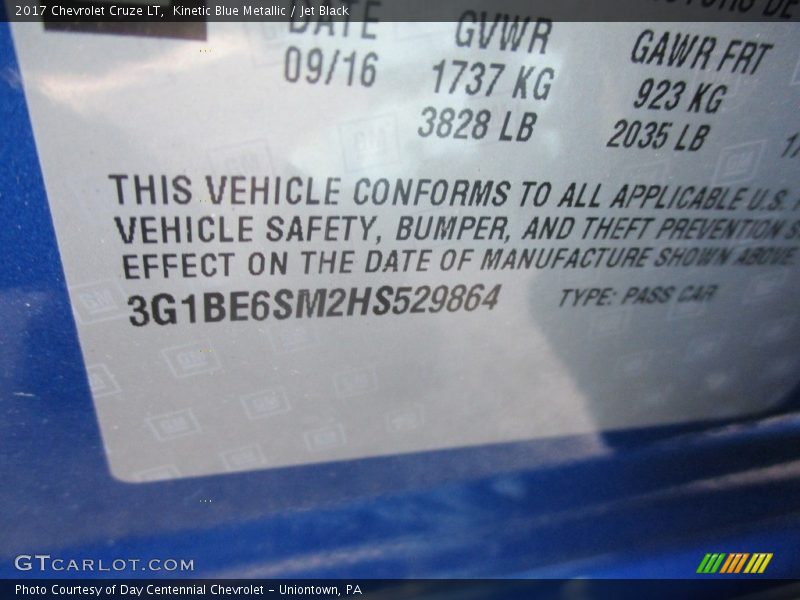 2017 Chevrolet Cruze LT, Kinetic Blue Metallic / Jet Black
DATE GVWR GAWR FRT
09/16 1737 KG 923 KG
3828 LB 2035 LB
THIS VEHICLE CONFORMS TO ALL APPLICABLE U.S.
VEHICLE SAFETY, BUMPER, AND THEFT PREVENTION
EFFECT ON THE DATE OF MANUFACTURE SHOWN ABOVE
3G1BE6SM2HS529864 TYPE: PASS CAR
GTCARLOT.COM
Photo Courtesy of Day Centennial Chevrolet - Uniontown, PA